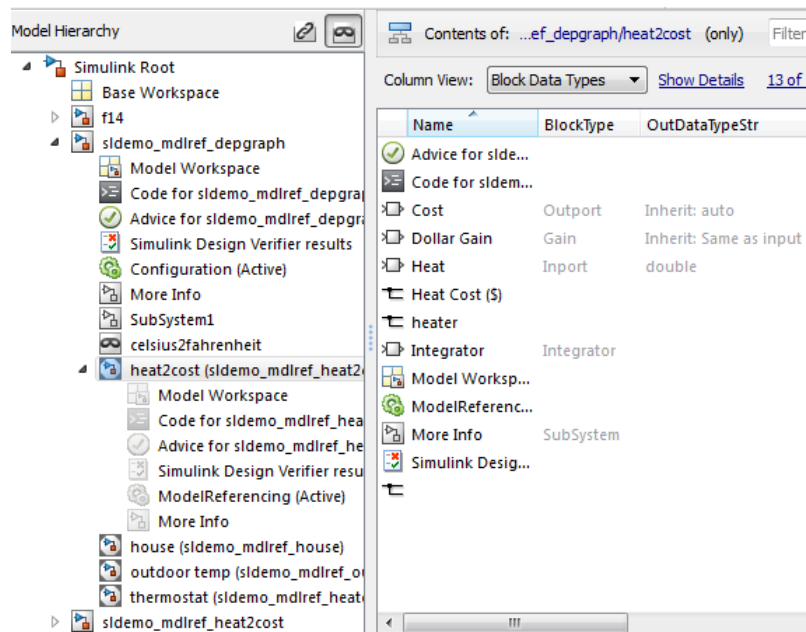 Model Hierarchy
Simulink Root
Base Workspace
f14
sldemo_mdlref_depgraph
Model Workspace
Code for sldemo_mdlref_depgra
Advice for sldemo_mdlref_depgr
Simulink Design Verifier results
Configuration (Active)
More Info
SubSystem1
celsius2fahrenheit
heat2cost (sldemo_mdlref_heat2
Model Workspace
Code for sldemo_mdlref_hea
Advice for sldemo_mdlref_he
Simulink Design Verifier resu
ModelReferencing (Active)
More Info
house (sldemo_mdlref_house)
outdoor temp (sldemo_mdlref_o
thermostat (sldemo_mdlref_heat
sldemo_mdlref_heat2cost
Contents of: ...ef_depgraph/heat2cost (only) Filter
Column View: Block Data Types Show Details 13 of
Name BlockType OutDataTypeStr
Advice for slde...
Code for sldem...
Cost Outport Inherit: auto
Dollar Gain Gain Inherit: Same as input
Heat Inport double
Heat Cost ($)
heater
Integrator Integrator
Model Worksp...
ModelReferenc...
More Info SubSystem
Simulink Desig...